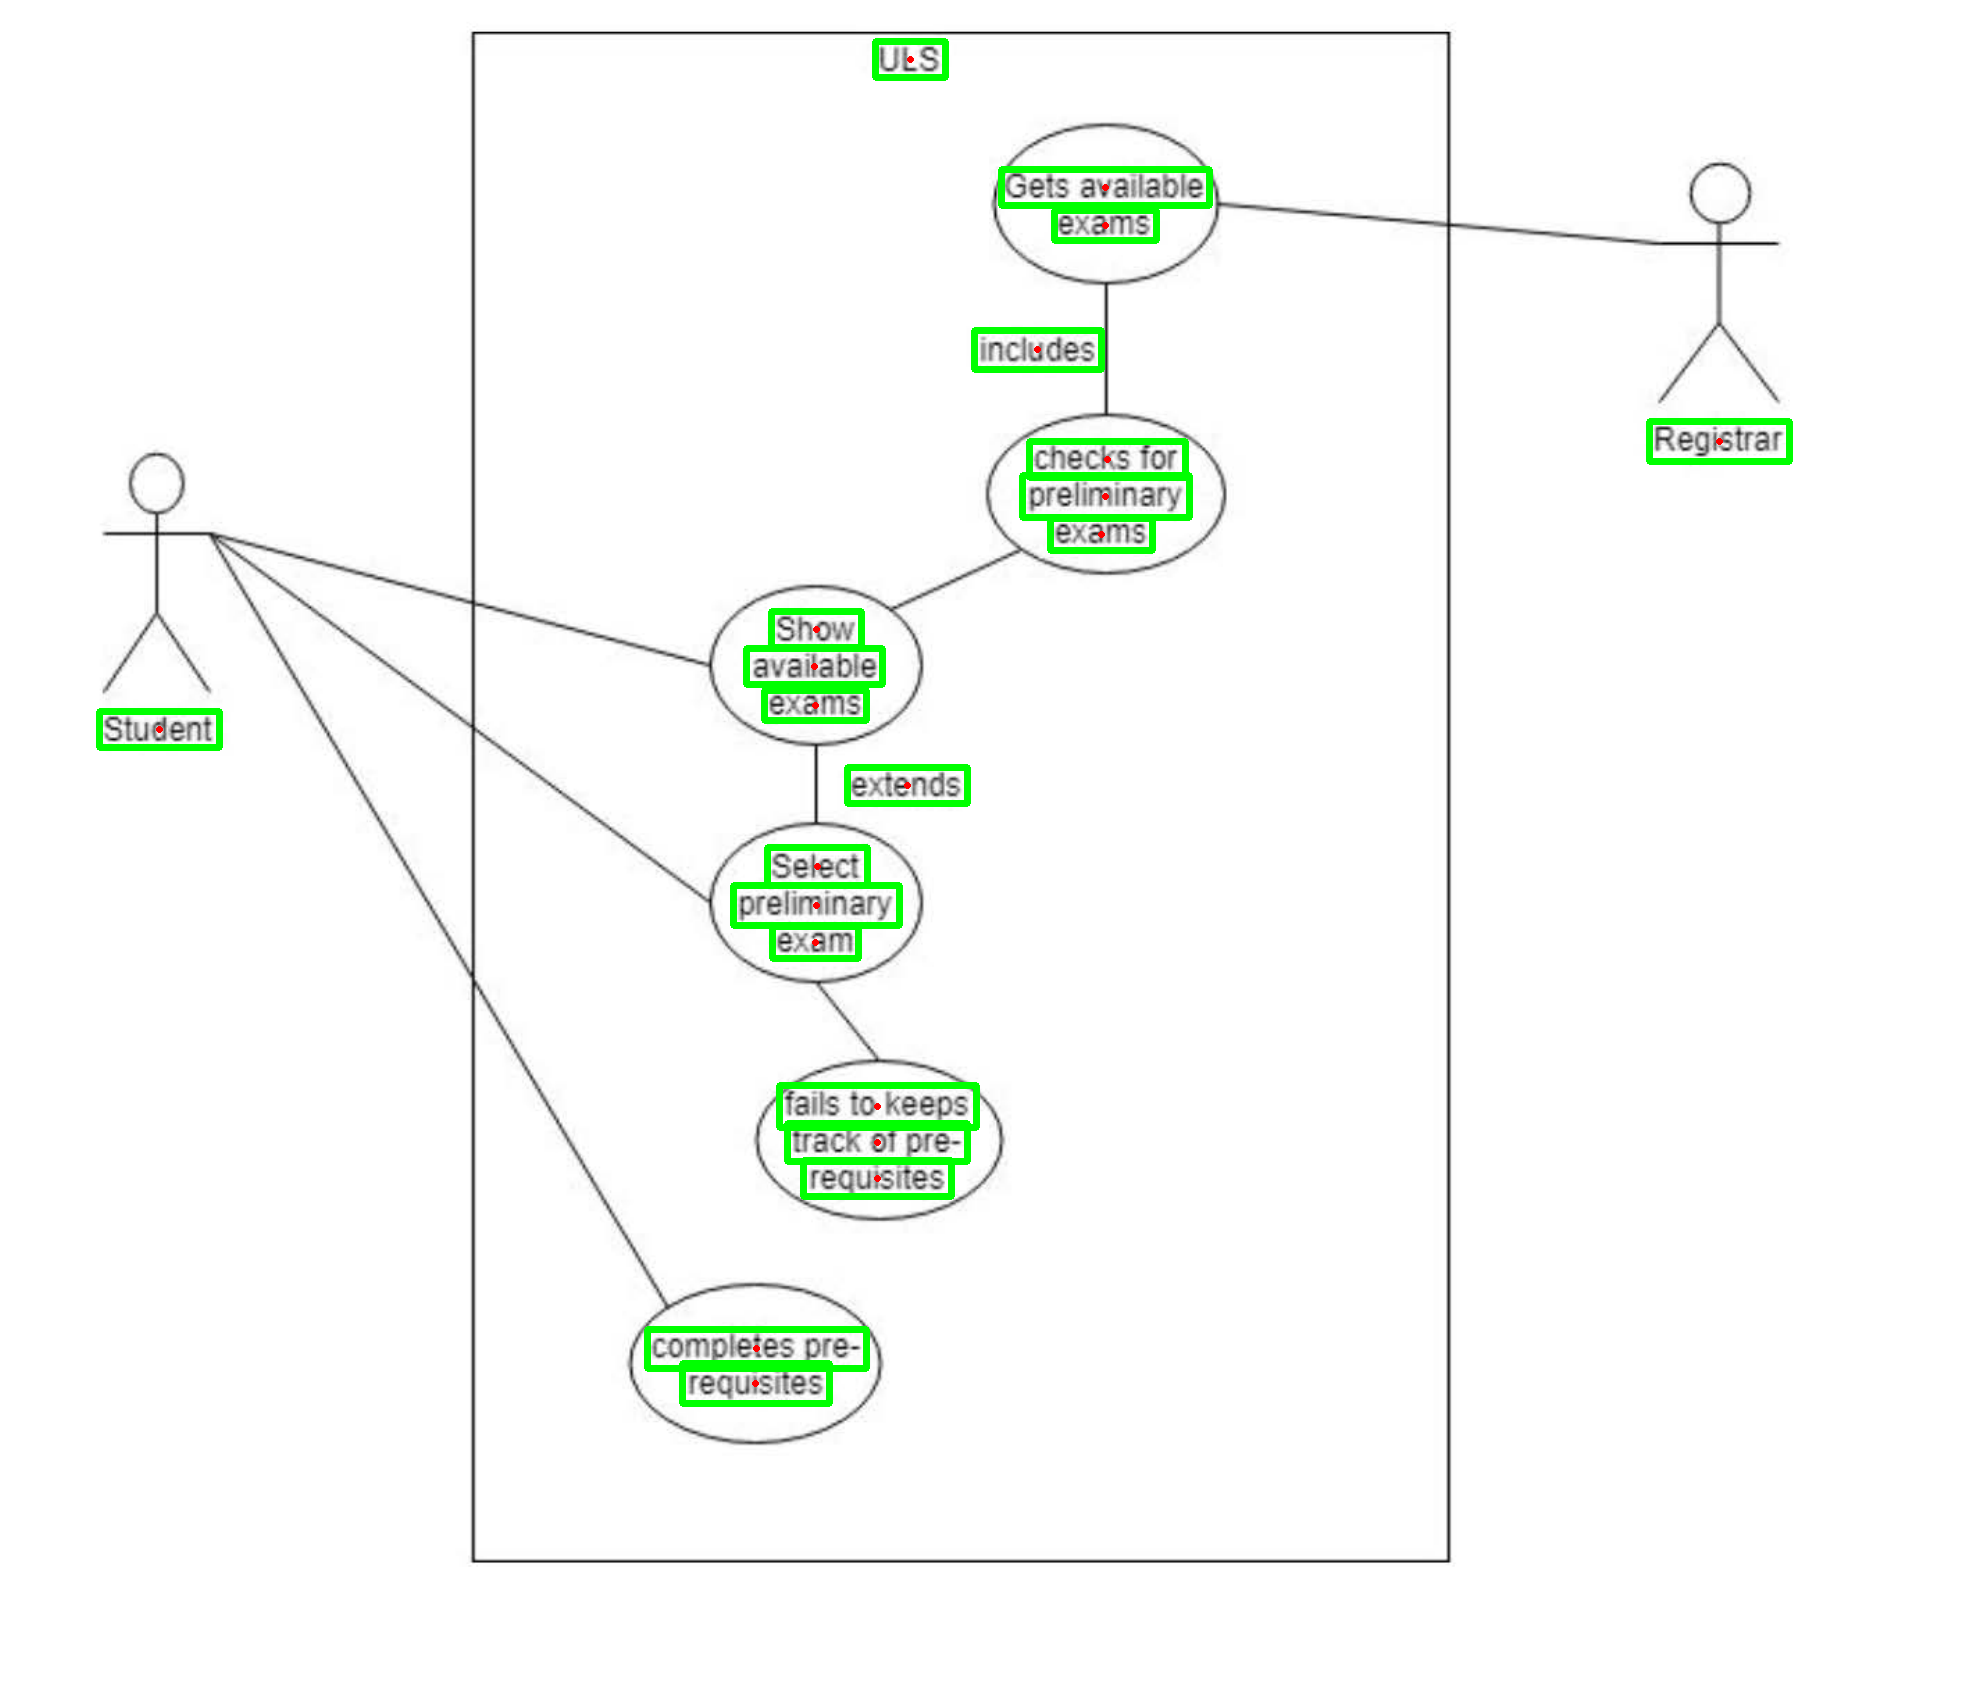 ULS
Gets available
exams
includes
Registrar
checks for
preliminary
exams
Show
available
exams
Student
extends
Select
preliminary
exam
fails to keeps
track of pre-
requisites
completes pre-
requisites